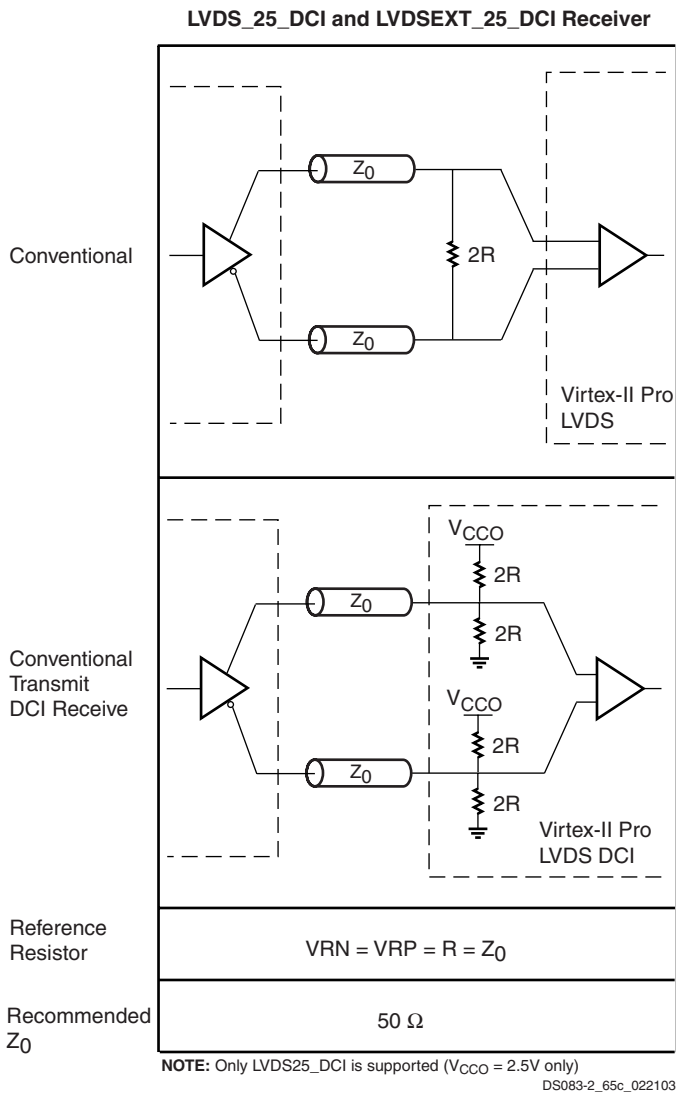 LVDS_25_DCI and LVDSEXT_25_DCI Receiver
Conventional
Z0
2R
Z0
Virtex-II Pro
LVDS
Conventional
Transmit
DCI Receive
VCCO
2R
Z0
2R
VCCO
2R
Z0
2R
Virtex-II Pro
LVDS DCI
Reference
Resistor
VRN = VRP = R = Z0
Recommended
Z0
50 Ω
NOTE: Only LVDS25_DCI is supported (VCCO = 2.5V only)
DS083-2_65c_022103